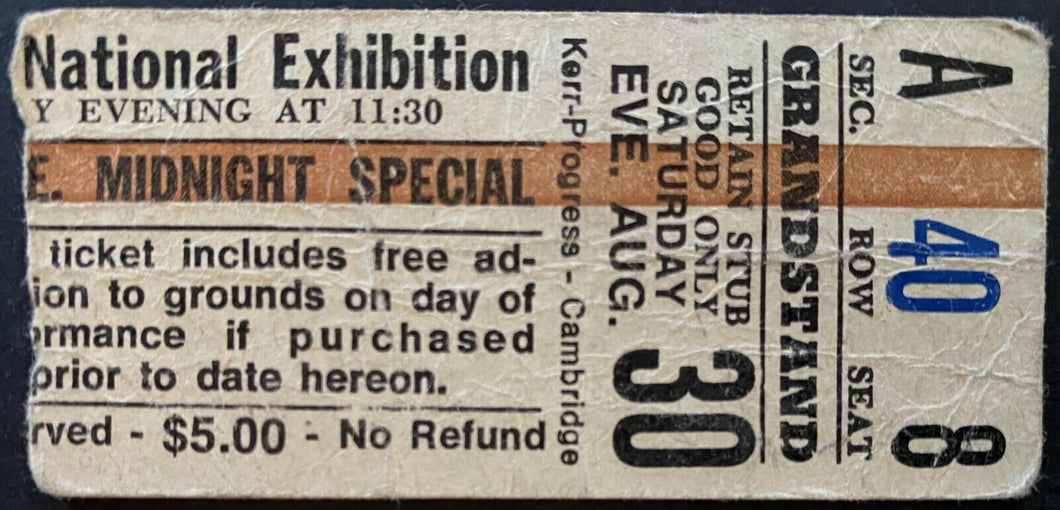 National Exhibition
Y EVENING AT 11:30
E. MIDNIGHT SPECIAL
ticket includes free ad-
ion to grounds on day of
ormance if purchased
prior to date hereon.
rved - $5.00 - No Refund
Kerr-Progress - Cambridge
EVE. AUG. 30
SATURDAY
GOOD ONLY
RETAIN STUB
GRANDSTAND
SEC. ROW SEAT
A 40 8